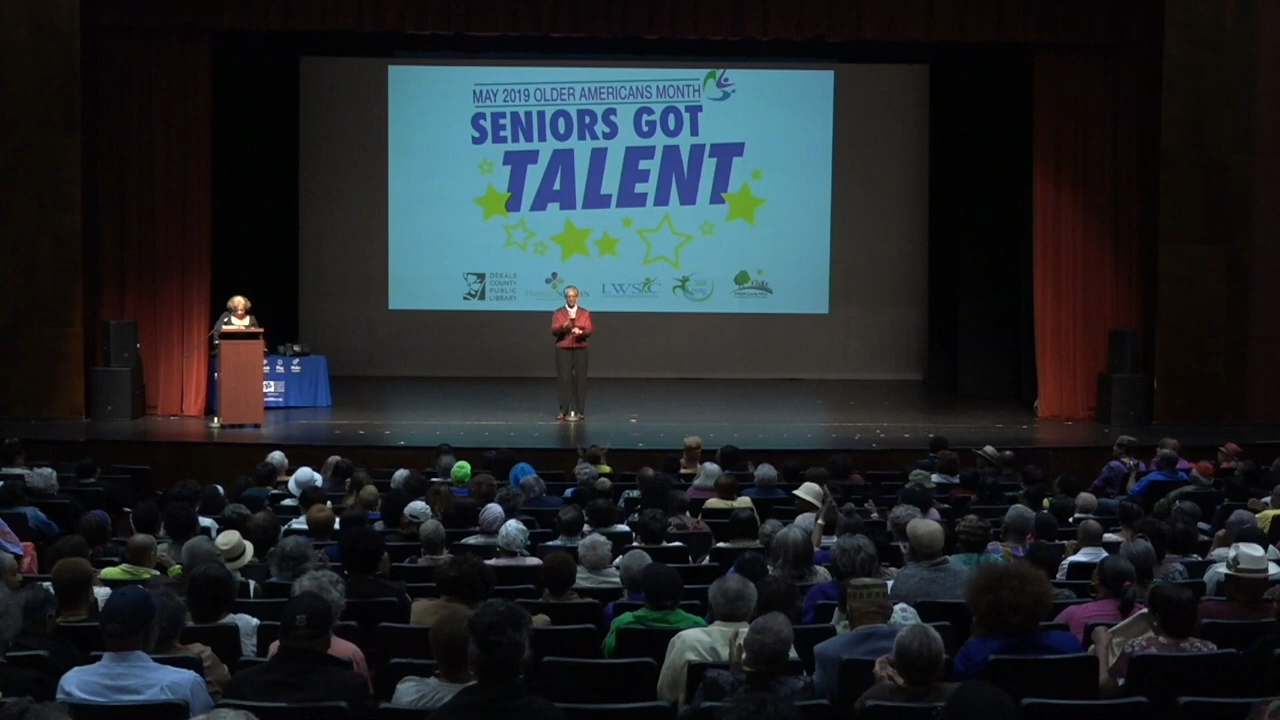 MAY 2019 OLDER AMERICANS MONTH
SENIORS GOT
TALENT
DEKALB
COUNTY
PUBLIC
LIBRARY
LWSC